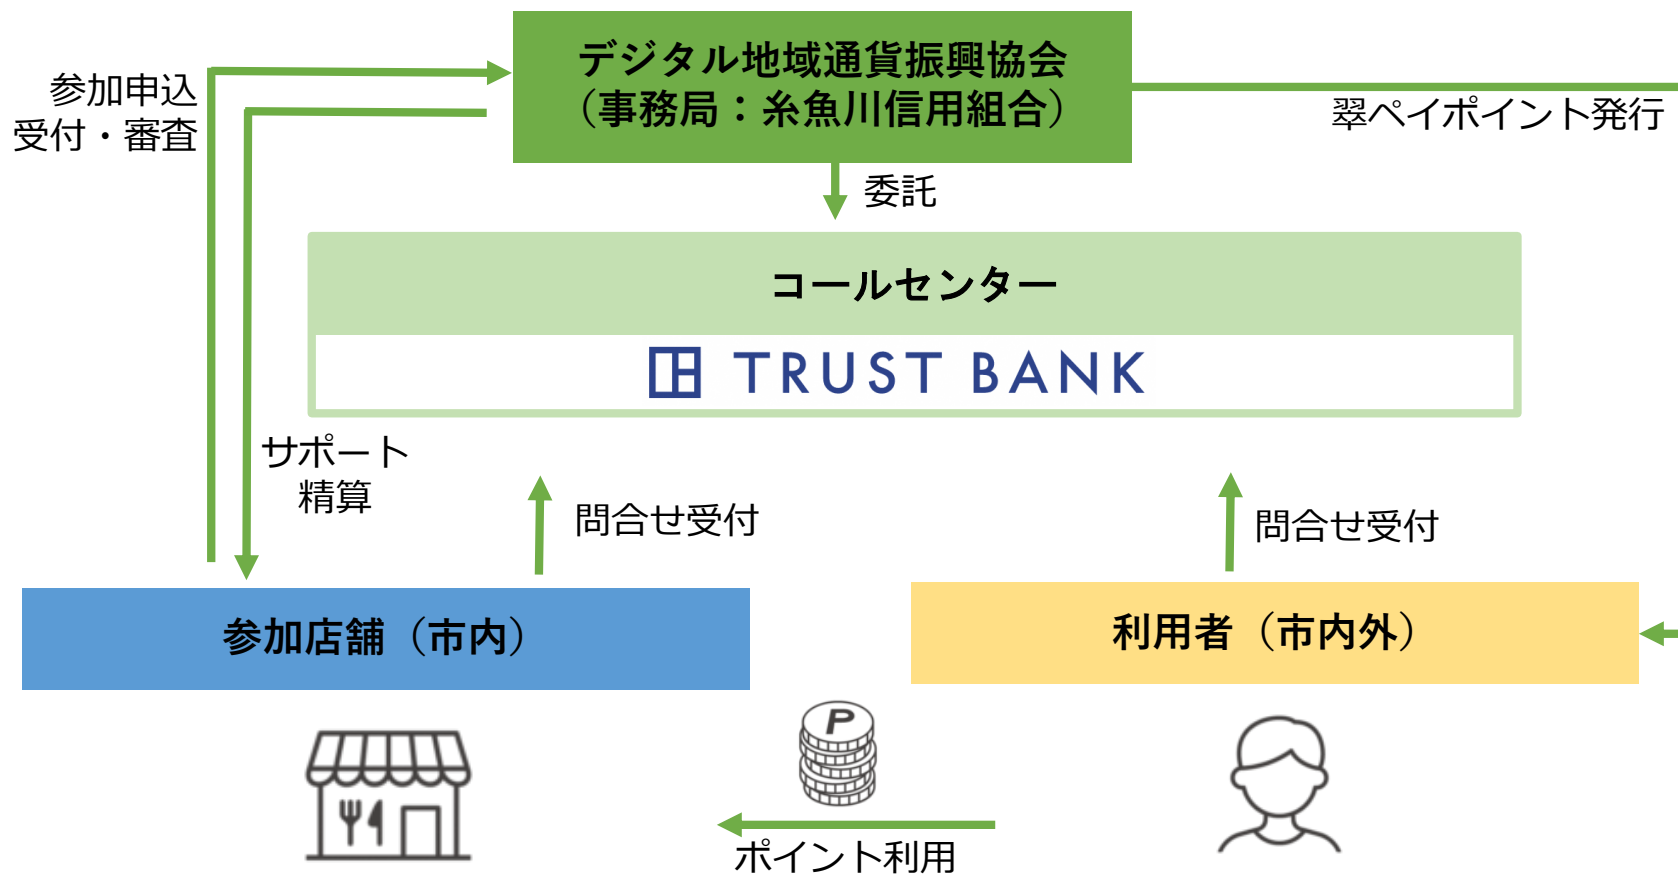 デジタル地域通貨振興協会
（事務局：糸魚川信用組合）
参加申込
受付・審査
翠ペイポイント発行
委託
コールセンター
TRUST BANK
サポート
精算
問合せ受付
問合せ受付
参加店舗（市内）
利用者（市内外）
P
ポイント利用